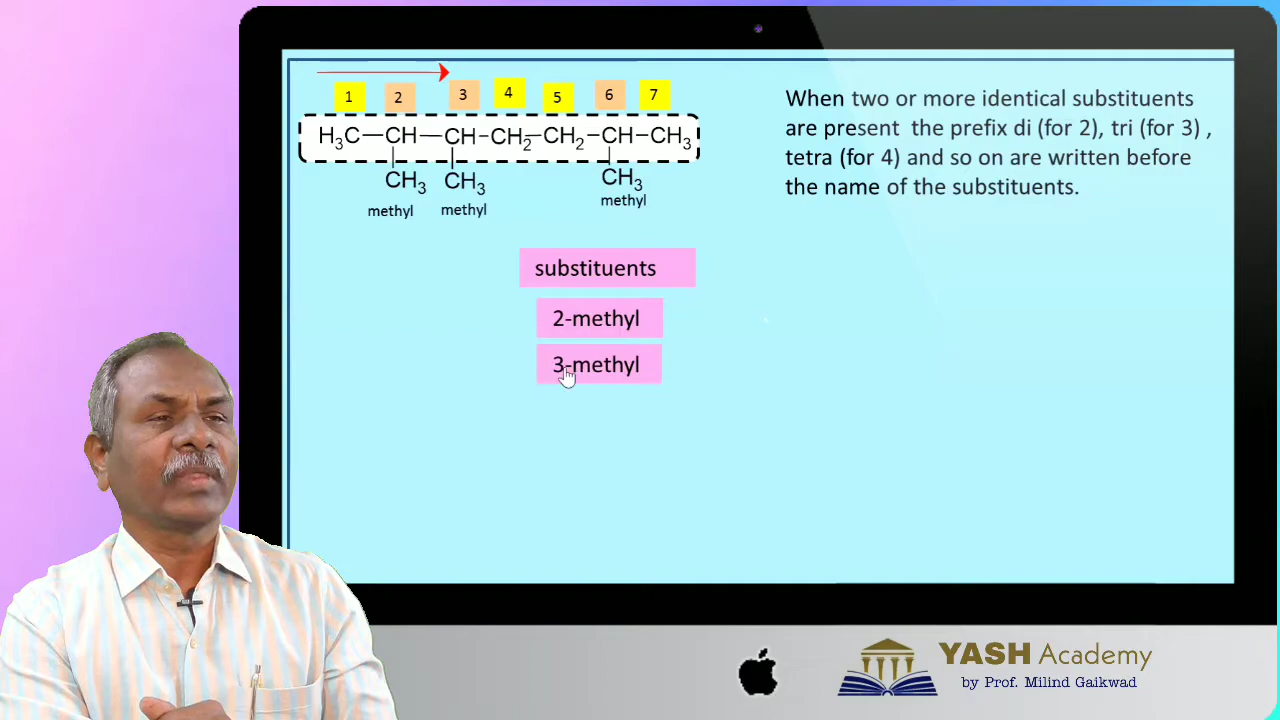 1 2 3 4 5 6 7
H₃C—CH—CH—CH₂—CH₂—CH—CH₃
CH₃ CH₃ CH₃
methyl methyl methyl
When two or more identical substituents
are present the prefix di (for 2), tri (for 3) ,
tetra (for 4) and so on are written before
the name of the substituents.
substituents
2-methyl
3-methyl
YASH Academy
by Prof. Milind Gaikwad